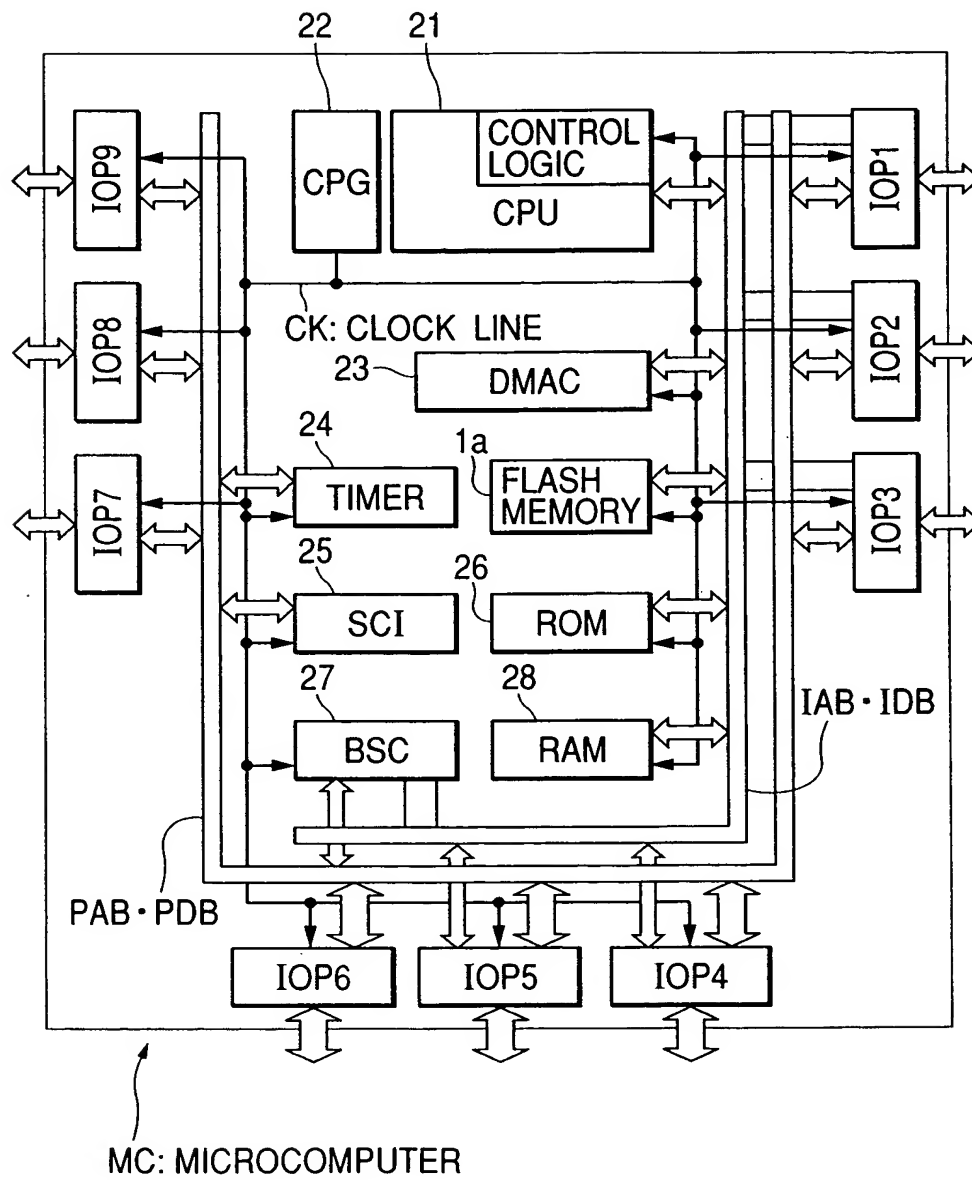 22
21
IOP9
CPG
CONTROL
LOGIC
CPU
IOP1
CK: CLOCK LINE
IOP8
IOP2
23
DMAC
24
1a
TIMER
FLASH
MEMORY
IOP7
IOP3
25
26
SCI
ROM
27
28
IAB・IDB
BSC
RAM
PAB・PDB
IOP6
IOP5
IOP4
MC: MICROCOMPUTER